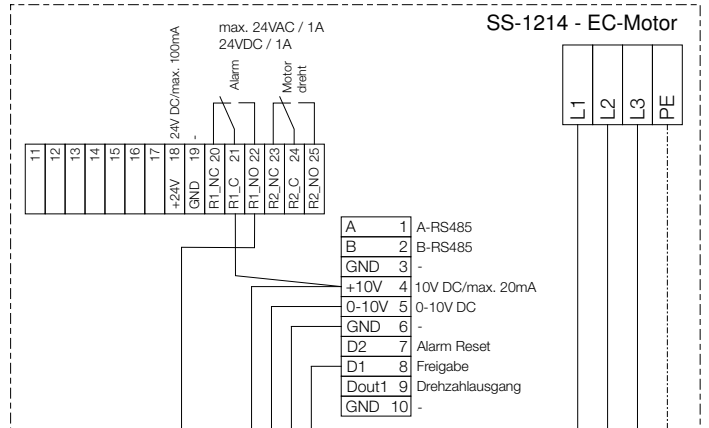 SS-1214 - EC-Motor
max. 24VAC / 1A
24VDC / 1A
24V DC/max. 100mA
-
Alarm
Motor
dreht
11
12
13
14
15
16
17
+24V 18
GND 19
R1_NC 20
R1_C 21
R1_NO 22
R2_NC 23
R2_C 24
R2_NO 25
L1
L2
L3
PE
A 1 A-RS485
B 2 B-RS485
GND 3 -
+10V 4 10V DC/max. 20mA
0-10V 5 0-10V DC
GND 6 -
D2 7 Alarm Reset
D1 8 Freigabe
Dout1 9 Drehzahlausgang
GND 10 -